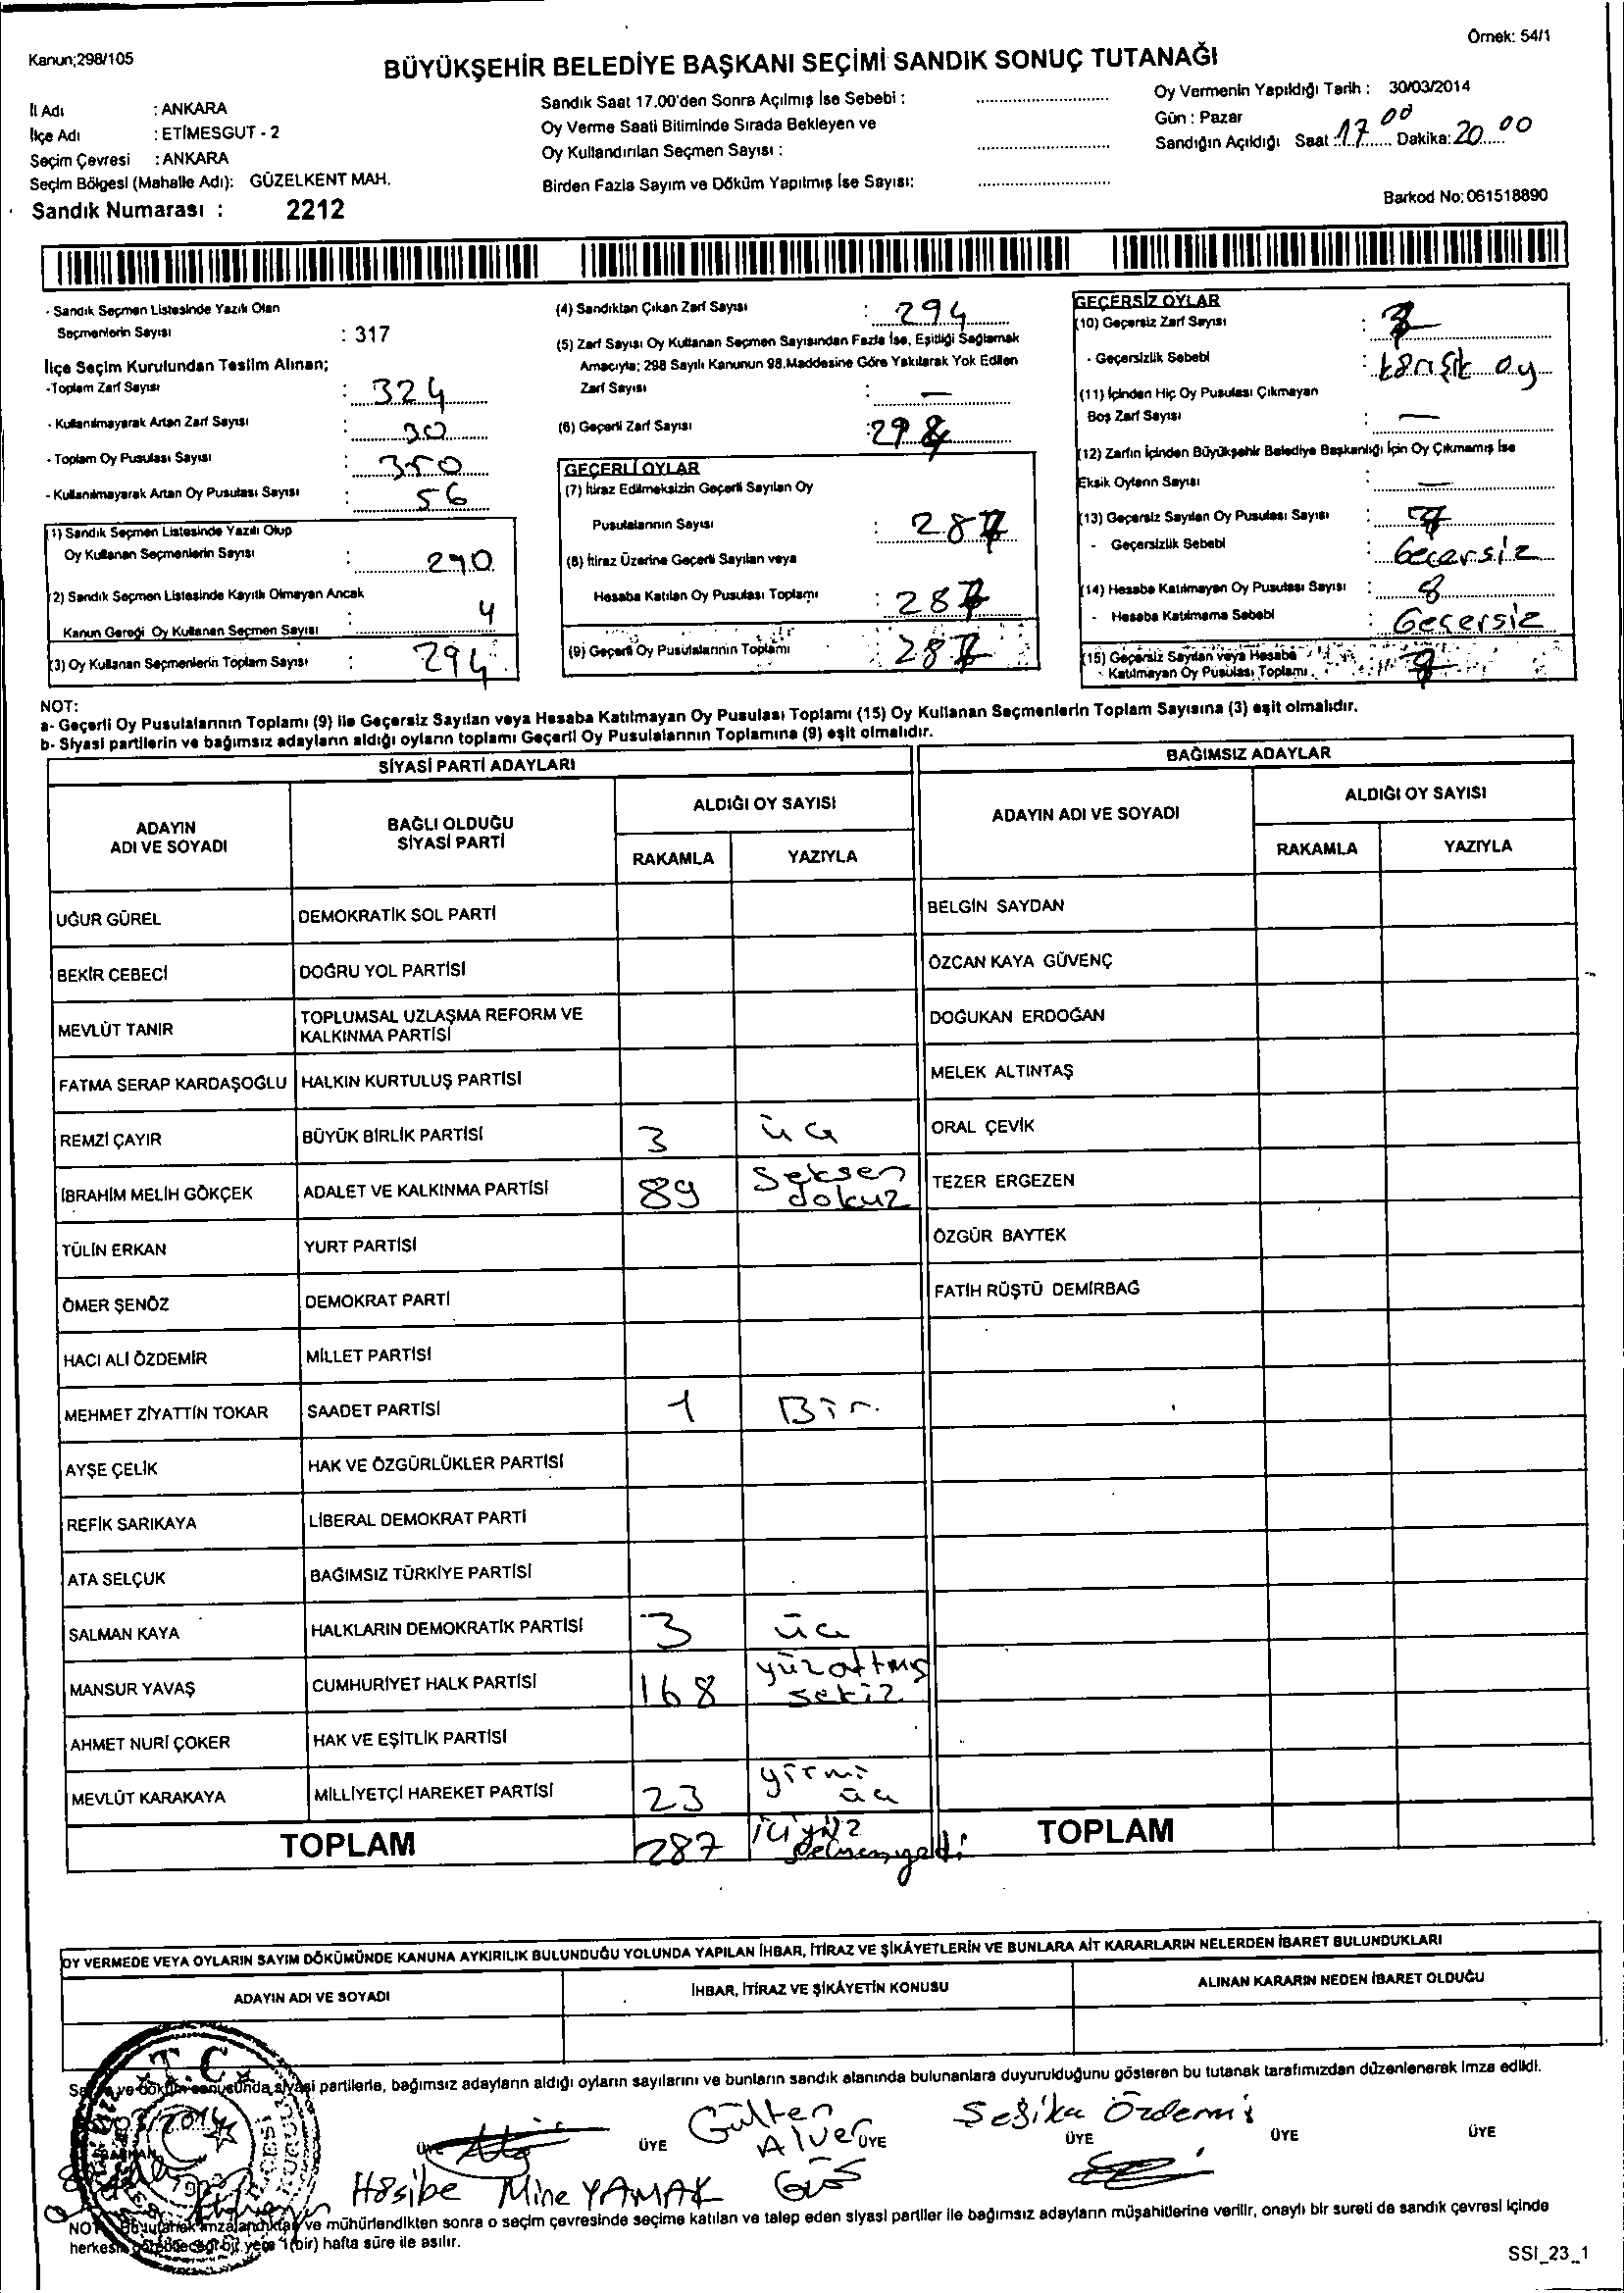 Örnek: 54/1
Kanun;298/105
BÜYÜKŞEHİR BELEDİYE BAŞKANI SEÇİMİ SANDIK SONUÇ TUTANAĞI
İl Adı : ANKARA
İlçe Adı : ETİMESGUT - 2
Seçim Çevresi : ANKARA
Seçim Bölgesi (Mahalle Adı): GÜZELKENT MAH.
Sandık Numarası : 2212
Sandık Saat 17.00'den Sonra Açılmış İse Sebebi :
Oy Verme Saati Bitiminde Sırada Bekleyen ve
Oy Kullandırılan Seçmen Sayısı :
Birden Fazla Sayım ve Döküm Yapılmış İse Sayısı:
Oy Vermenin Yapıldığı Tarih : 30/03/2014
Gün : Pazar
Sandığın Açıldığı Saat : 17 00 Dakika: 20 00
Barkod No: 061518890
- Sandık Seçmen Listesinde Yazılı Olan
Seçmenlerin Sayısı : 317
İlçe Seçim Kurulundan Teslim Alınan;
-Toplam Zarf Sayısı : 324
- Kullanılmayarak Artan Zarf Sayısı : 30
- Toplam Oy Pusulası Sayısı : 350
- Kullanılmayarak Artan Oy Pusulası Sayısı : 56
(1) Sandık Seçmen Listesinde Yazılı Olup
Oy Kullanan Seçmenlerin Sayısı : 290
(2) Sandık Seçmen Listesinde Kayıtlı Olmayan Ancak
Kanun Gereği Oy Kullanan Seçmen Sayısı : 4
(3) Oy Kullanan Seçmenlerin Toplam Sayısı : 294
(4) Sandıktan Çıkan Zarf Sayısı : 294
(5) Zarf Sayısı Oy Kullanan Seçmen Sayısından Fazla İse, Eşitliği Sağlamak
Amacıyla; 298 Sayılı Kanunun 98.Maddesine Göre Yakılarak Yok Edilen
Zarf Sayısı : —
(6) Geçerli Zarf Sayısı :
GEÇERLİ OYLAR
(7) İtiraz Edilmeksizin Geçerli Sayılan Oy
Pusulalarının Sayısı : 287
(8) İtiraz Üzerine Geçerli Sayılan veya
Hesaba Katılan Oy Pusulası Toplamı : 287
(9) Geçerli Oy Pusulalarının Toplamı : 287
GEÇERSİZ OYLAR
(10) Geçersiz Zarf Sayısı :
- Geçersizlik Sebebi : karışık oy
(11) İçinden Hiç Oy Pusulası Çıkmayan
Boş Zarf Sayısı : —
(12) Zarfın İçinden Büyükşehir Belediye Başkanlığı İçin Oy Çıkmamış İse
Eksik Oyların Sayısı : —
(13) Geçersiz Sayılan Oy Pusulası Sayısı : 7
- Geçersizlik Sebebi : Geçersiz
(14) Hesaba Katılmayan Oy Pusulası Sayısı : 8
- Hesaba Katılmama Sebebi : Geçersiz
(15) Geçersiz Sayılan veya Hesaba
Katılmayan Oy Pusulası Toplamı :
NOT:
a- Geçerli Oy Pusulalarının Toplamı (9) ile Geçersiz Sayılan veya Hesaba Katılmayan Oy Pusulası Toplamı (15) Oy Kullanan Seçmenlerin Toplam Sayısına (3) eşit olmalıdır.
b- Siyasi partilerin ve bağımsız adayların aldığı oyların toplamı Geçerli Oy Pusulalarının Toplamına (9) eşit olmalıdır.
SİYASİ PARTİ ADAYLARI
ADAYIN ADI VE SOYADI
BAĞLI OLDUĞU SİYASİ PARTİ
ALDIĞI OY SAYISI
RAKAMLA YAZIYLA
UĞUR GÜREL DEMOKRATİK SOL PARTİ
BEKİR CEBECİ DOĞRU YOL PARTİSİ
MEVLÜT TANIR TOPLUMSAL UZLAŞMA REFORM VE KALKINMA PARTİSİ
FATMA SERAP KARDAŞOĞLU HALKIN KURTULUŞ PARTİSİ
REMZİ ÇAYIR BÜYÜK BİRLİK PARTİSİ 3 üç
İBRAHİM MELİH GÖKÇEK ADALET VE KALKINMA PARTİSİ 89 Seksen dokuz
TÜLİN ERKAN YURT PARTİSİ
ÖMER ŞENÖZ DEMOKRAT PARTİ
HACI ALİ ÖZDEMİR MİLLET PARTİSİ
MEHMET ZİYATTİN TOKAR SAADET PARTİSİ 1 Bir.
AYŞE ÇELİK HAK VE ÖZGÜRLÜKLER PARTİSİ
REFİK SARIKAYA LİBERAL DEMOKRAT PARTİ
ATA SELÇUK BAĞIMSIZ TÜRKİYE PARTİSİ
SALMAN KAYA HALKLARIN DEMOKRATİK PARTİSİ 3 üç
MANSUR YAVAŞ CUMHURİYET HALK PARTİSİ 168 yüzaltmış sekiz
AHMET NURİ ÇOKER HAK VE EŞİTLİK PARTİSİ
MEVLÜT KARAKAYA MİLLİYETÇİ HAREKET PARTİSİ 23 yirmi üç
TOPLAM 287 ikiyüz seksenyedi
BAĞIMSIZ ADAYLAR
ADAYIN ADI VE SOYADI
ALDIĞI OY SAYISI
RAKAMLA YAZIYLA
BELGİN SAYDAN
ÖZCAN KAYA GÜVENÇ
DOĞUKAN ERDOĞAN
MELEK ALTINTAŞ
ORAL ÇEVİK
TEZER ERGEZEN
ÖZGÜR BAYTEK
FATİH RÜŞTÜ DEMİRBAĞ
TOPLAM
OY VERMEDE VEYA OYLARIN SAYIM DÖKÜMÜNDE KANUNA AYKIRILIK BULUNDUĞU YOLUNDA YAPILAN İHBAR, İTİRAZ VE ŞİKÂYETLERİN VE BUNLARA AİT KARARLARIN NELERDEN İBARET BULUNDUKLARI
ADAYIN ADI VE SOYADI
İHBAR, İTİRAZ VE ŞİKÂYETİN KONUSU
ALINAN KARARIN NEDEN İBARET OLDUĞU
siyasi partilerle, bağımsız adayların aldığı oyların sayılarını ve bunların sandık alanında bulunanlara duyurulduğunu gösteren bu tutanak tarafımızdan düzenlenerek imza edildi.
T.C.
Gülten Alver
ÜYE ÜYE ÜYE ÜYE ÜYE
Hasibe Mine YAMAK
NOT: ve mühürlendikten sonra o seçim çevresinde seçime katılan ve talep eden siyasi partiler ile bağımsız adayların müşahitlerine verilir, onaylı bir sureti de sandık çevresi içinde
1(bir) hafta süre ile asılır.
SSI_23_1